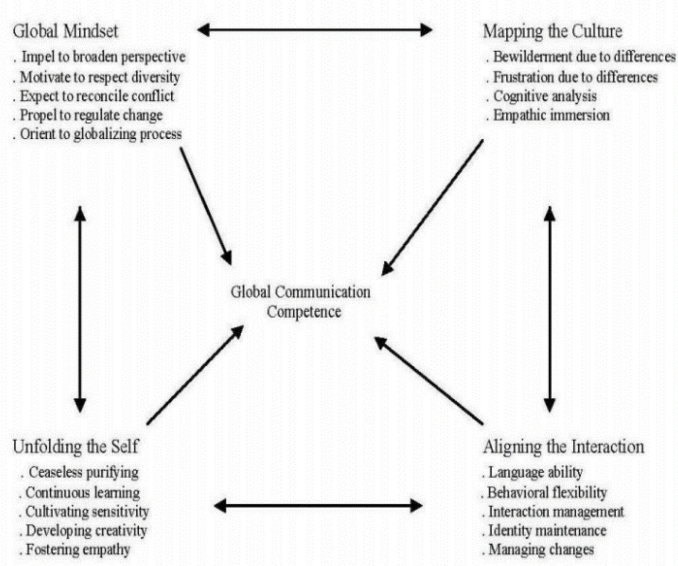 Global Mindset
. Impel to broaden perspective
. Motivate to respect diversity
. Expect to reconcile conflict
. Propel to regulate change
. Orient to globalizing process
Mapping the Culture
. Bewilderment due to differences
. Frustration due to differences
. Cognitive analysis
. Empathic immersion
Global Communication
Competence
Unfolding the Self
. Ceaseless purifying
. Continuous learning
. Cultivating sensitivity
. Developing creativity
. Fostering empathy
Aligning the Interaction
. Language ability
. Behavioral flexibility
. Interaction management
. Identity maintenance
. Managing changes